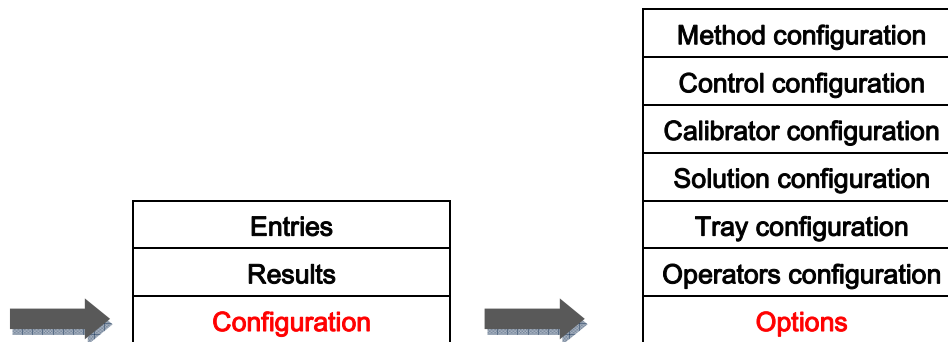 Entries
Results
Configuration
Method configuration
Control configuration
Calibrator configuration
Solution configuration
Tray configuration
Operators configuration
Options